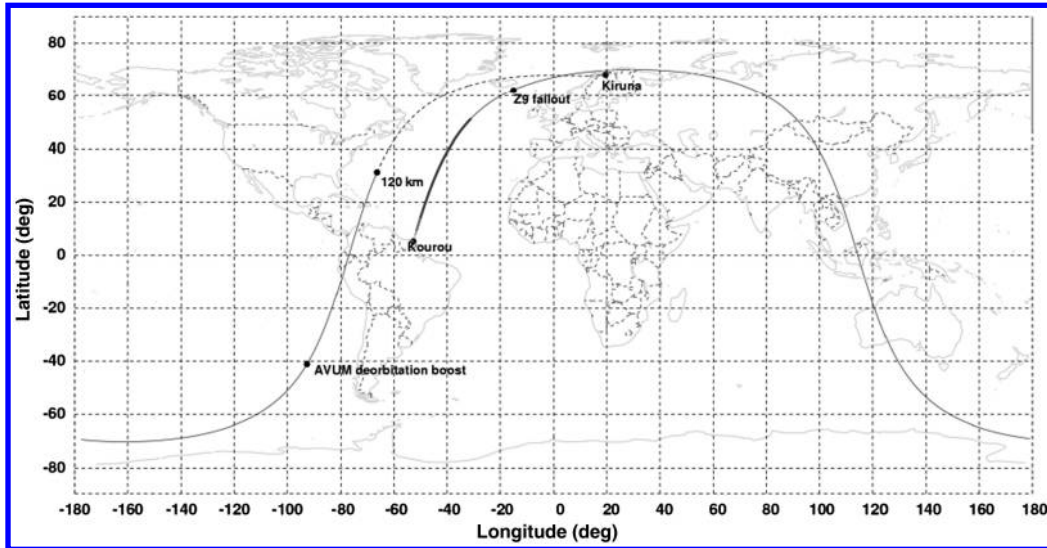 80
60
40
20
0
-20
-40
-60
-80
Latitude (deg)
Kiruna
Z9 fallout
120 km
Kourou
AVUM deorbitation boost
-180 -160 -140 -120 -100 -80 -60 -40 -20 0 20 40 60 80 100 120 140 160 180
Longitude (deg)